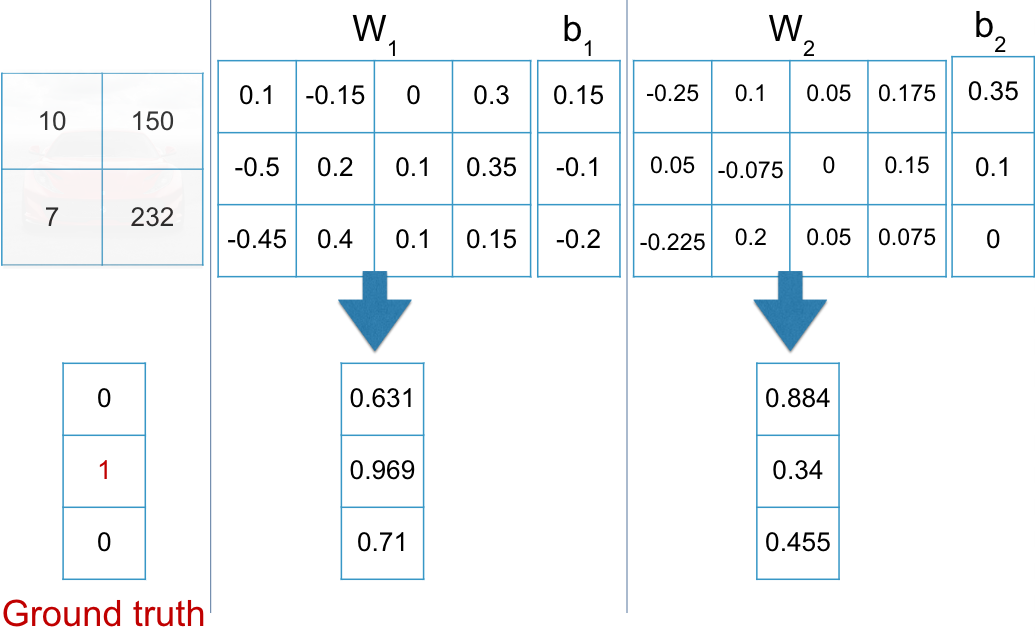 W1 b1 W2 b2
10 150
7 232
0.1 -0.15 0 0.3 0.15
-0.5 0.2 0.1 0.35 -0.1
-0.45 0.4 0.1 0.15 -0.2
-0.25 0.1 0.05 0.175 0.35
0.05 -0.075 0 0.15 0.1
-0.225 0.2 0.05 0.075 0
0 0.631 0.884
1 0.969 0.34
0 0.71 0.455
Ground truth